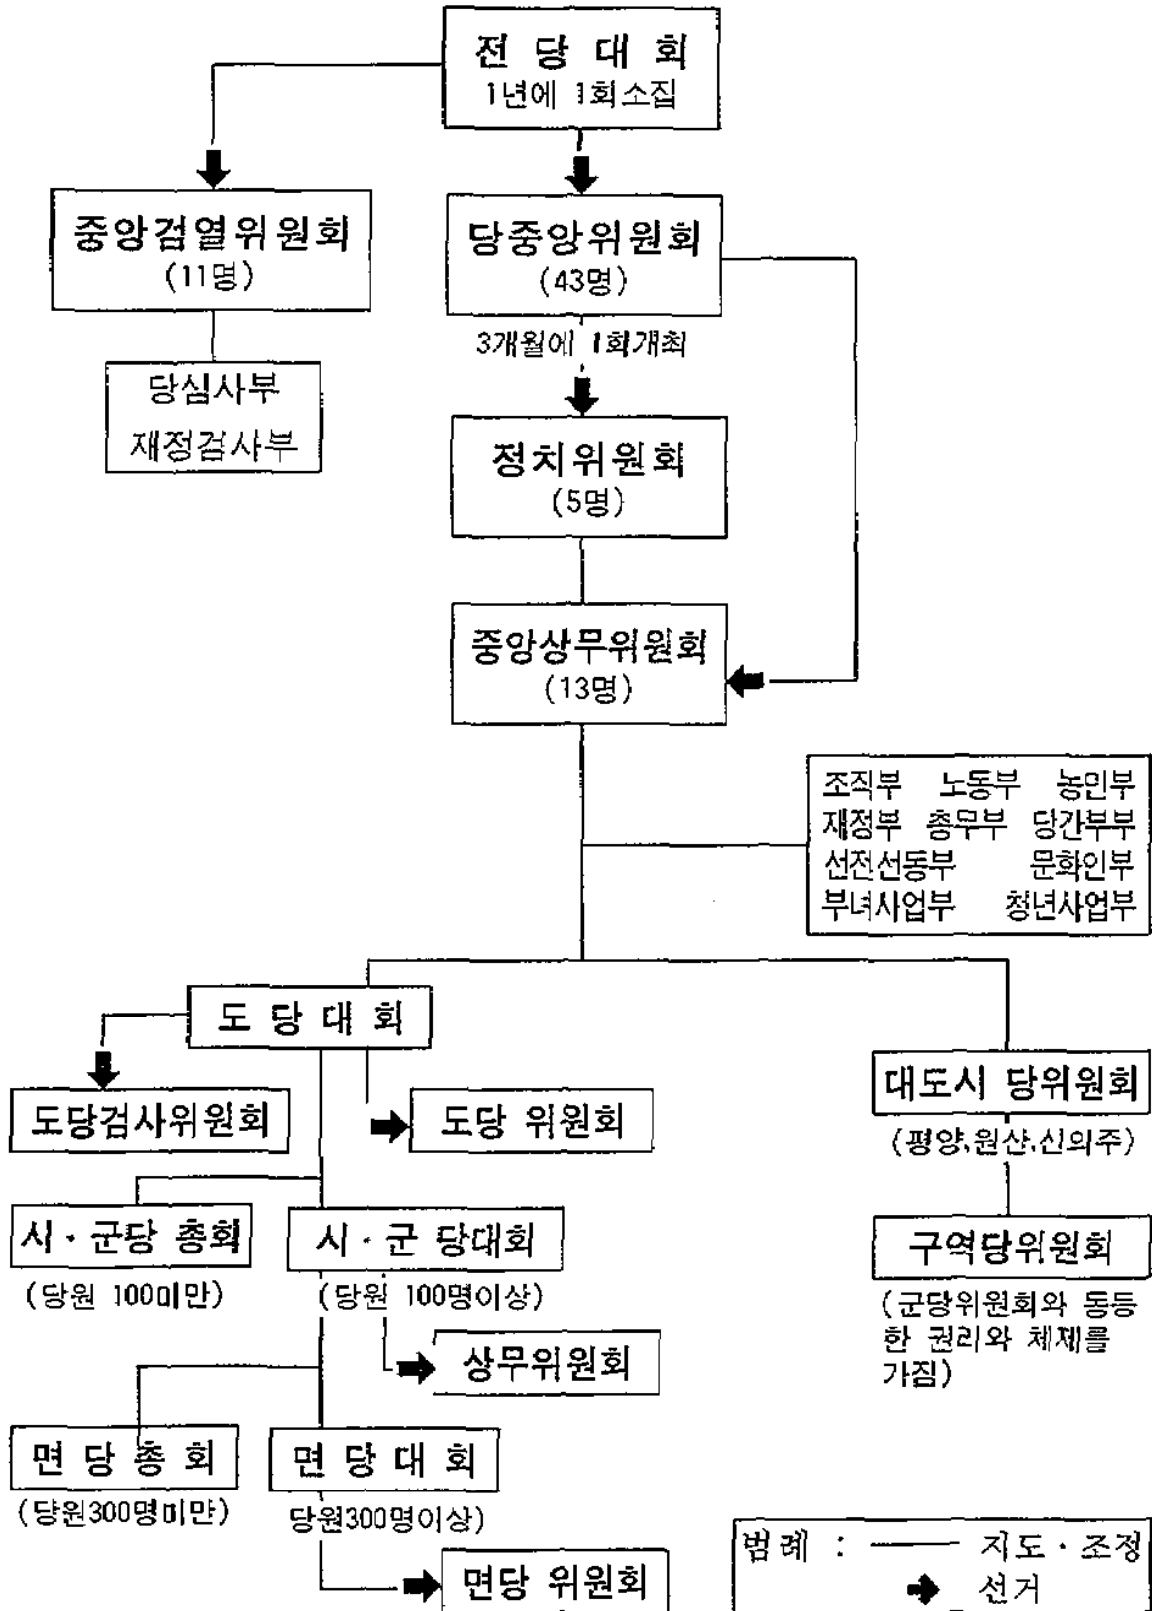 전 당 대 회
1년에 1회소집
중앙검열위원회
(11명)
당중앙위원회
(43명)
3개월에 1회개최
당심사부
재정검사부
정치위원회
(5명)
중앙상무위원회
(13명)
조직부 노동부 농민부
재정부 총무부 당간부부
선전선동부 문화인부
부녀사업부 청년사업부
도 당 대 회
도당검사위원회
도당 위원회
대도시 당위원회
(평양,원산,신의주)
시·군당 총회
(당원 100미만)
시·군 당대회
(당원 100명이상)
구역당위원회
(군당위원회와 동등
한 권리와 체제를
가짐)
상무위원회
면 당 총 회
(당원300명미만)
면 당 대 회
당원300명이상)
면당 위원회
범례 : 지도·조정
선거